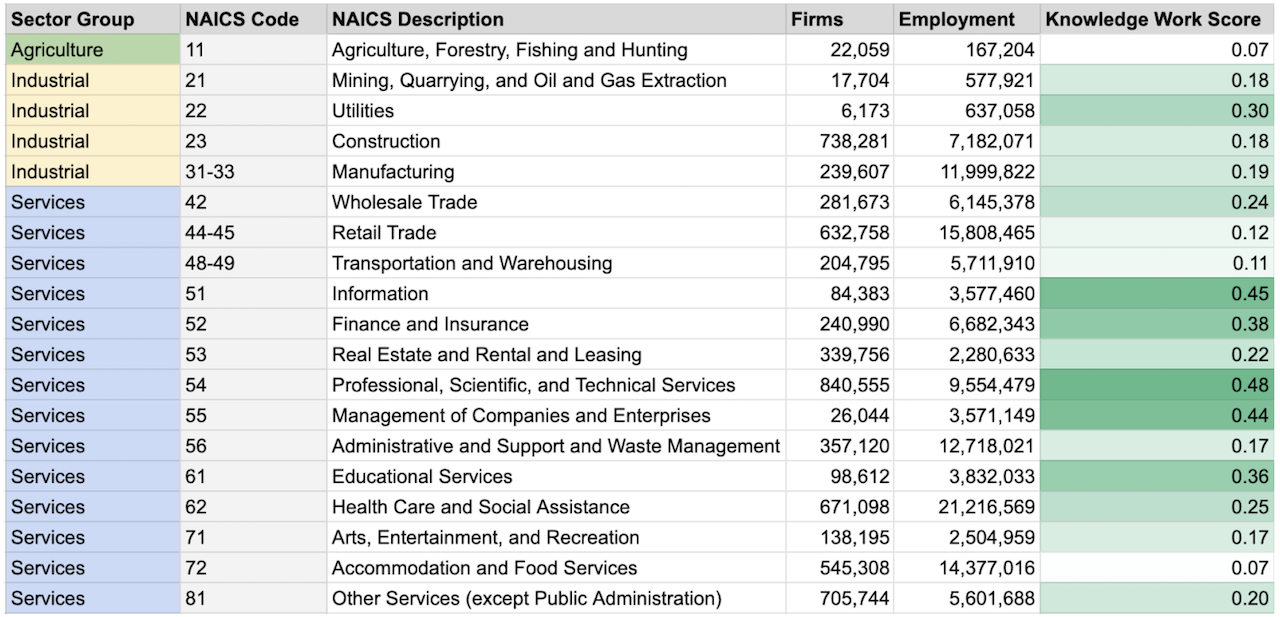 Sector Group NAICS Code NAICS Description Firms Employment Knowledge Work Score
Agriculture 11 Agriculture, Forestry, Fishing and Hunting 22,059 167,204 0.07
Industrial 21 Mining, Quarrying, and Oil and Gas Extraction 17,704 577,921 0.18
Industrial 22 Utilities 6,173 637,058 0.30
Industrial 23 Construction 738,281 7,182,071 0.18
Industrial 31-33 Manufacturing 239,607 11,999,822 0.19
Services 42 Wholesale Trade 281,673 6,145,378 0.24
Services 44-45 Retail Trade 632,758 15,808,465 0.12
Services 48-49 Transportation and Warehousing 204,795 5,711,910 0.11
Services 51 Information 84,383 3,577,460 0.45
Services 52 Finance and Insurance 240,990 6,682,343 0.38
Services 53 Real Estate and Rental and Leasing 339,756 2,280,633 0.22
Services 54 Professional, Scientific, and Technical Services 840,555 9,554,479 0.48
Services 55 Management of Companies and Enterprises 26,044 3,571,149 0.44
Services 56 Administrative and Support and Waste Management 357,120 12,718,021 0.17
Services 61 Educational Services 98,612 3,832,033 0.36
Services 62 Health Care and Social Assistance 671,098 21,216,569 0.25
Services 71 Arts, Entertainment, and Recreation 138,195 2,504,959 0.17
Services 72 Accommodation and Food Services 545,308 14,377,016 0.07
Services 81 Other Services (except Public Administration) 705,744 5,601,688 0.20